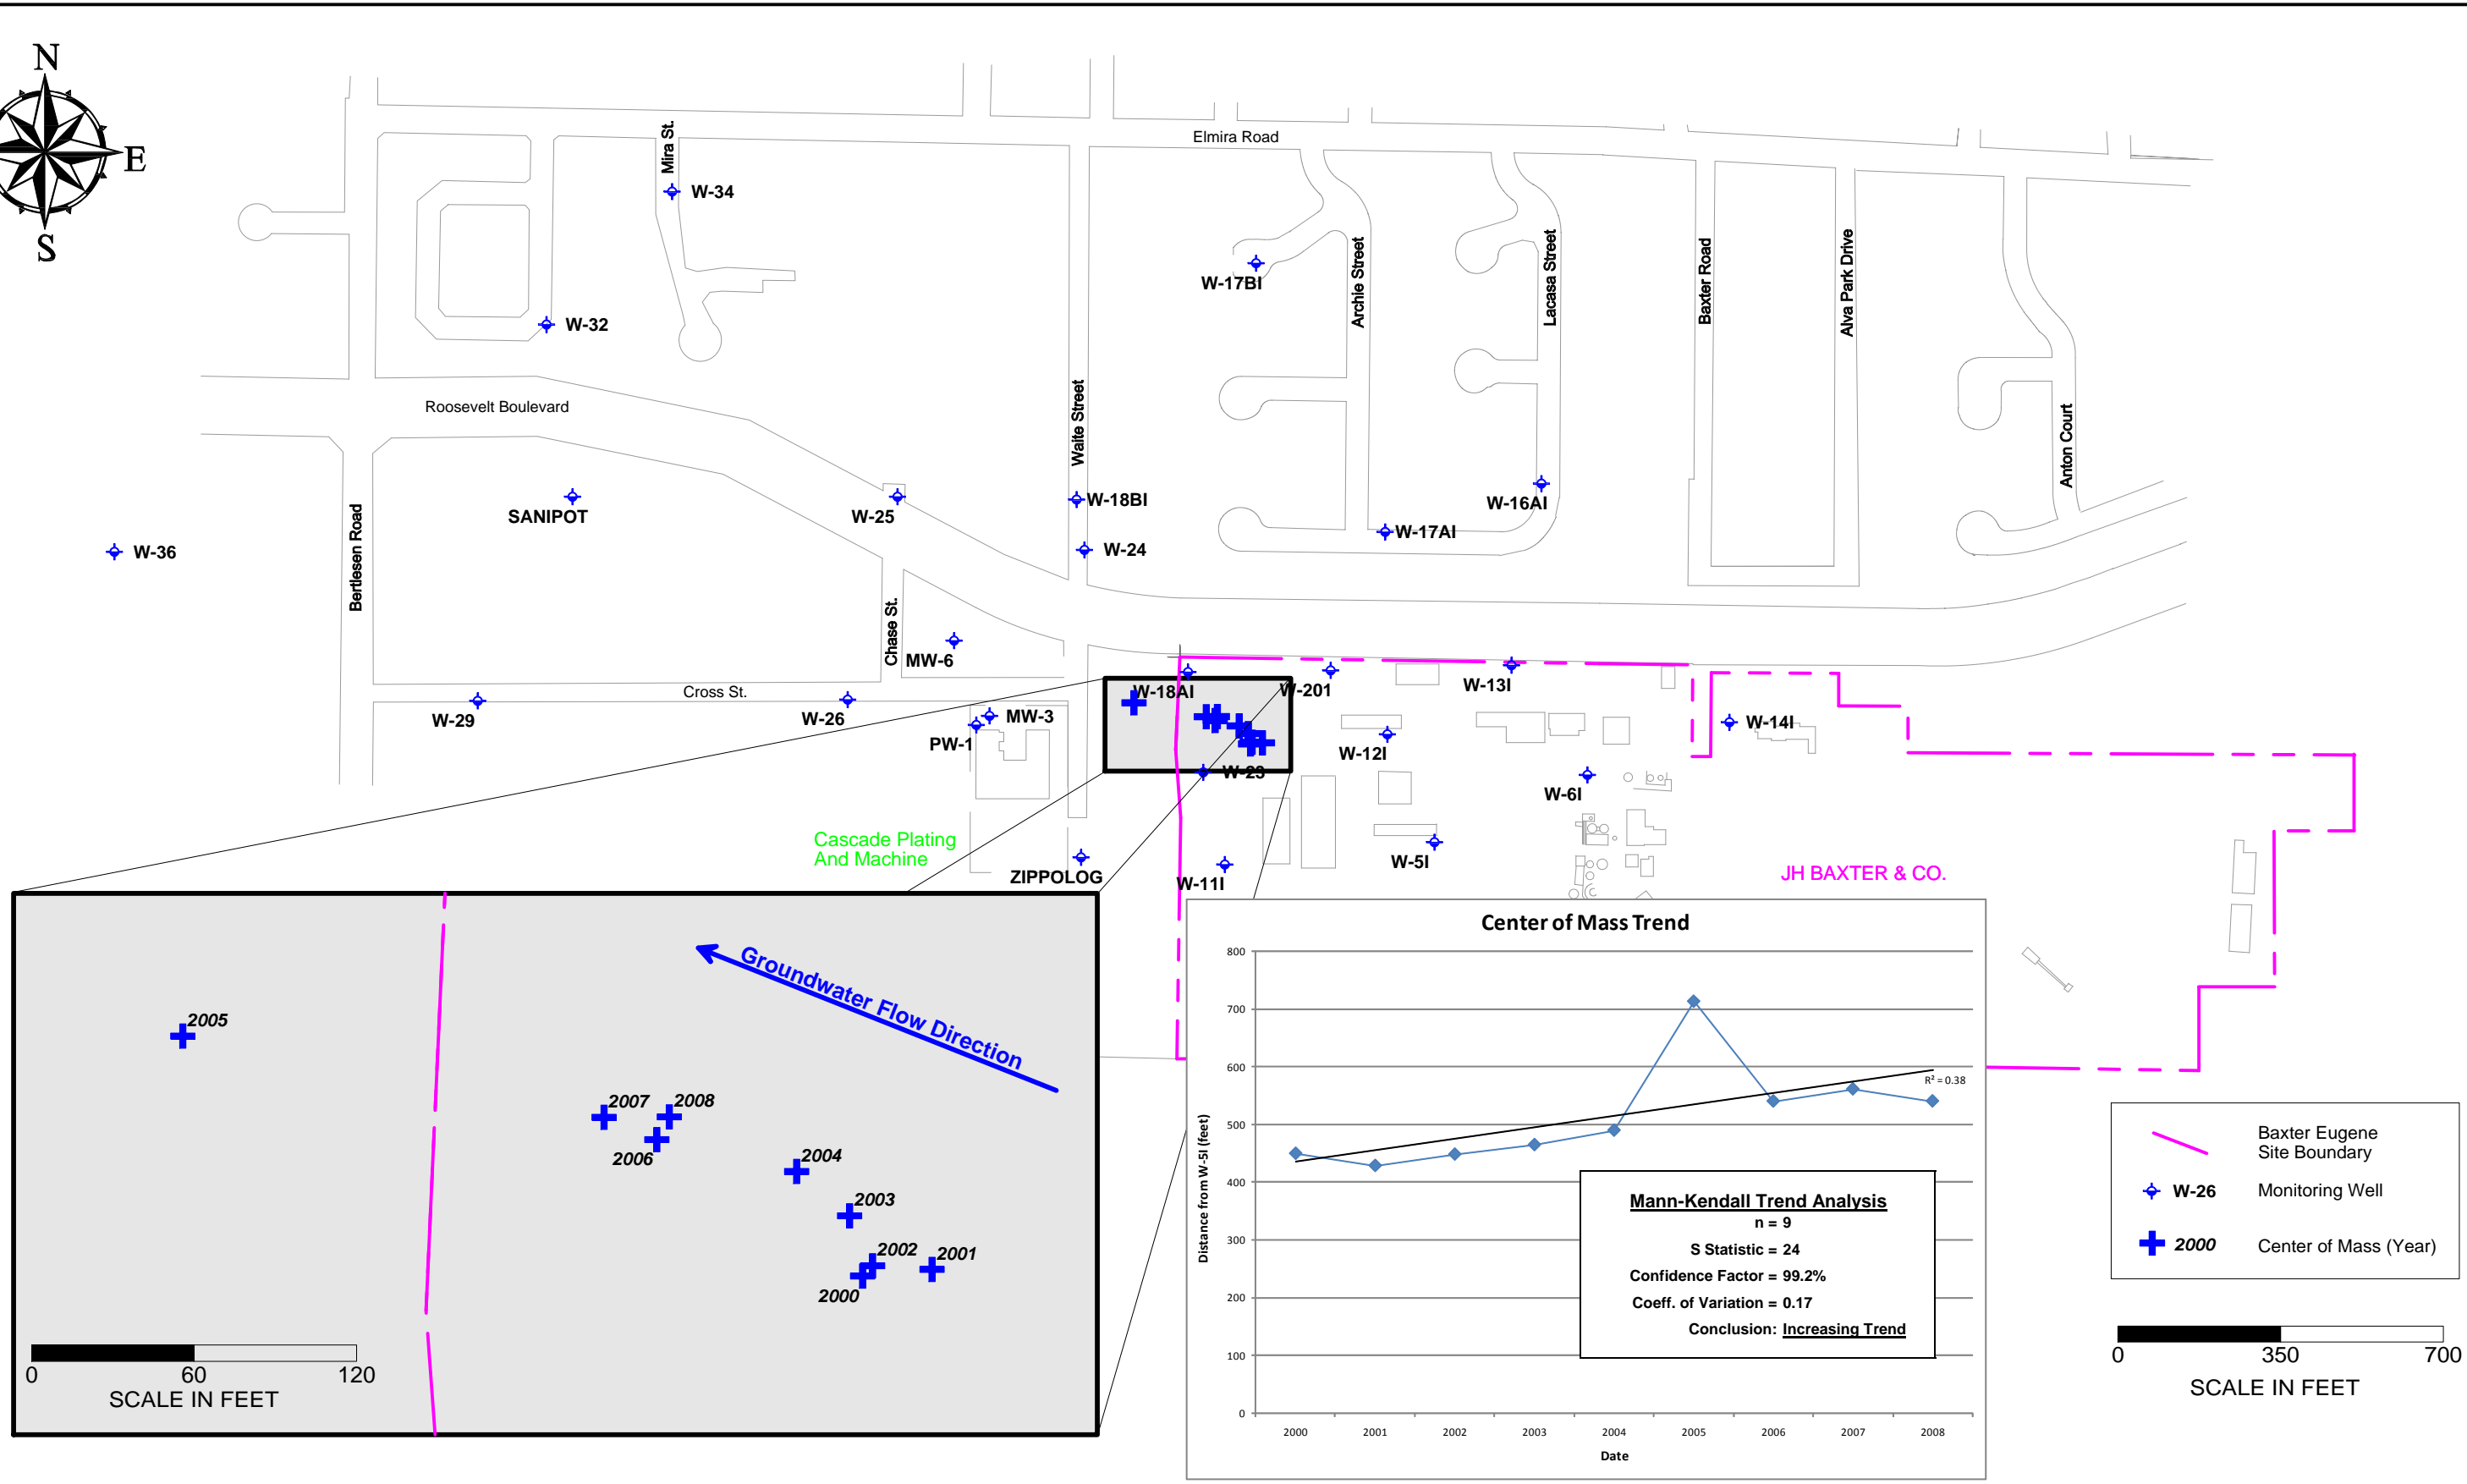 N
E
S
Elmira Road
Mira St.
W-34
W-17BI
Archie Street
Lacasa Street
Baxter Road
Alva Park Drive
W-32
Roosevelt Boulevard
Waite Street
Anton Court
SANIPOT
W-25
W-18BI
W-16AI
W-17AI
W-24
W-36
Bertlesen Road
Chase St.
MW-6
Cross St.
W-29
W-26
MW-3
PW-1
W-18AI
W-201
W-13I
W-14I
W-12I
W-23
W-6I
W-5I
Cascade Plating
And Machine
ZIPPOLOG
W-11I
JH BAXTER & CO.
Groundwater Flow Direction
2005
2007
2008
2006
2004
2003
2002
2001
2000
0
60
120
SCALE IN FEET
Center of Mass Trend
800
700
600
500
400
300
200
100
0
Distance from W-5I (feet)
R² = 0.38
Mann-Kendall Trend Analysis
n = 9
S Statistic = 24
Confidence Factor = 99.2%
Coeff. of Variation = 0.17
Conclusion: Increasing Trend
2000 2001 2002 2003 2004 2005 2006 2007 2008
Date
Baxter Eugene
Site Boundary
W-26 Monitoring Well
2000 Center of Mass (Year)
0 350 700
SCALE IN FEET